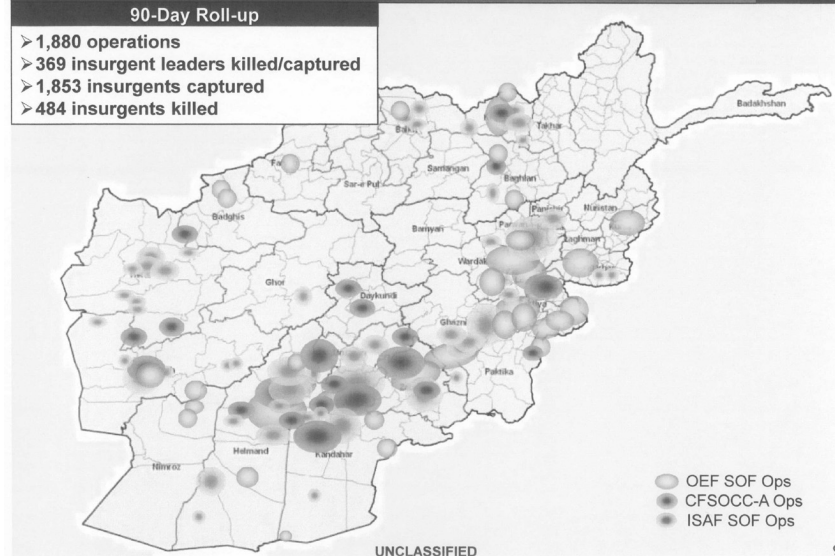 90-Day Roll-up
➢1,880 operations
➢369 insurgent leaders killed/captured
➢1,853 insurgents captured
➢484 insurgents killed
Badakhshan
Takhar
Samangan
Baghlan
Sar-e Pul
Nuristan
Badghis
Bamyan
Laghman
Wardak
Ghor
Daykundi
Ghazni
Paktika
Helmand
Kandahar
Nimroz
OEF SOF Ops
CFSOCC-A Ops
ISAF SOF Ops
UNCLASSIFIED